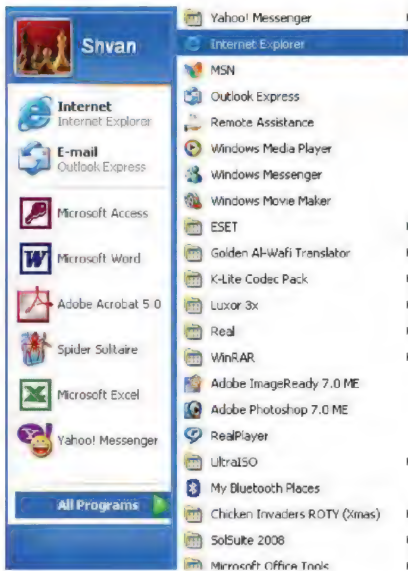 Shvan
Internet
Internet Explorer
E-mail
Outlook Express
Microsoft Access
Microsoft Word
Adobe Acrobat 5.0
Spider Solitaire
Microsoft Excel
Yahoo! Messenger
All Programs
Yahoo! Messenger
Internet Explorer
MSN
Outlook Express
Remote Assistance
Windows Media Player
Windows Messenger
Windows Movie Maker
ESET
Golden Al-Wafi Translator
K-Lite Codec Pack
Luxor 3x
Real
WinRAR
Adobe ImageReady 7.0 ME
Adobe Photoshop 7.0 ME
RealPlayer
UltraISO
My Bluetooth Places
Chicken Invaders ROTY (Xmas)
SolSuite 2008
Microsoft Office Tools